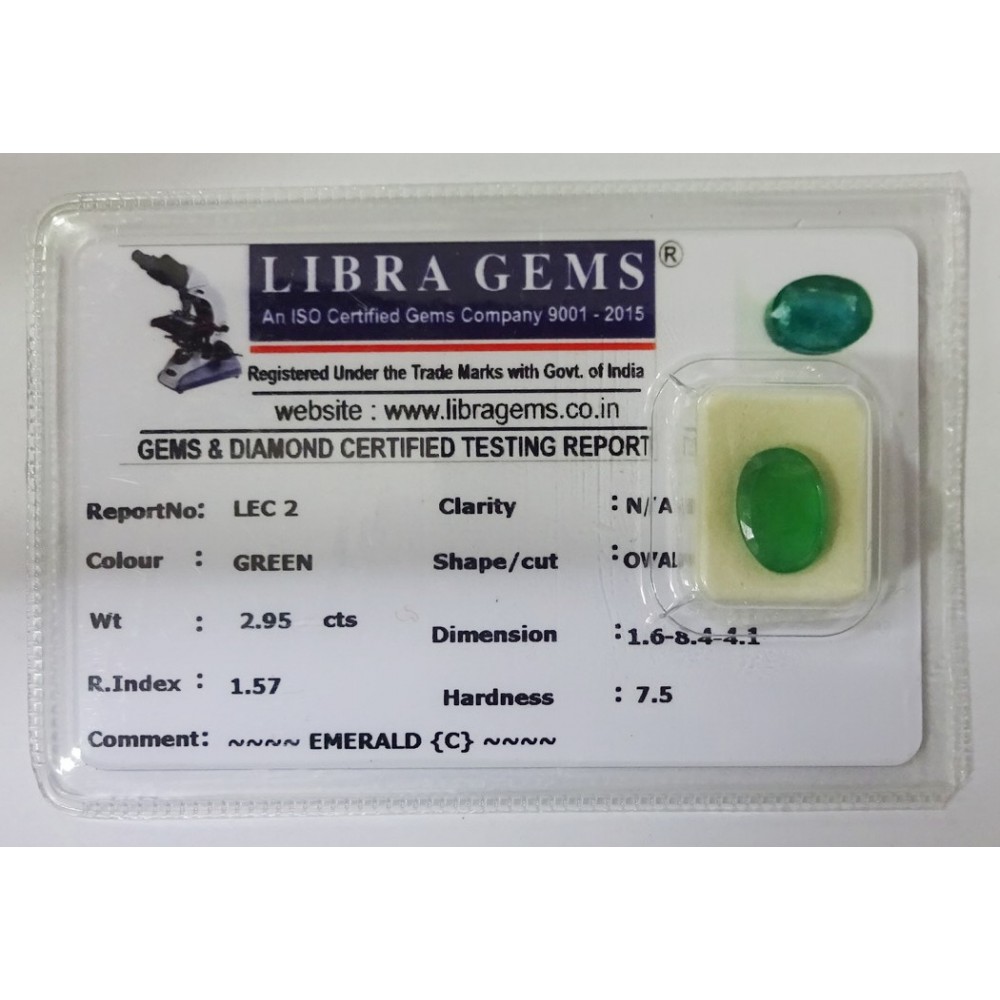 LIBRA GEMS ®
An ISO Certified Gems Company 9001 - 2015
Registered Under the Trade Marks with Govt. of India
website : www.libragems.co.in
GEMS & DIAMOND CERTIFIED TESTING REPORT
ReportNo: LEC 2 Clarity : N/A
Colour : GREEN Shape/cut : OWAL
Wt : 2.95 cts Dimension : 1.6-8.4-4.1
R.Index : 1.57 Hardness : 7.5
Comment: ~~~~ EMERALD {C} ~~~~